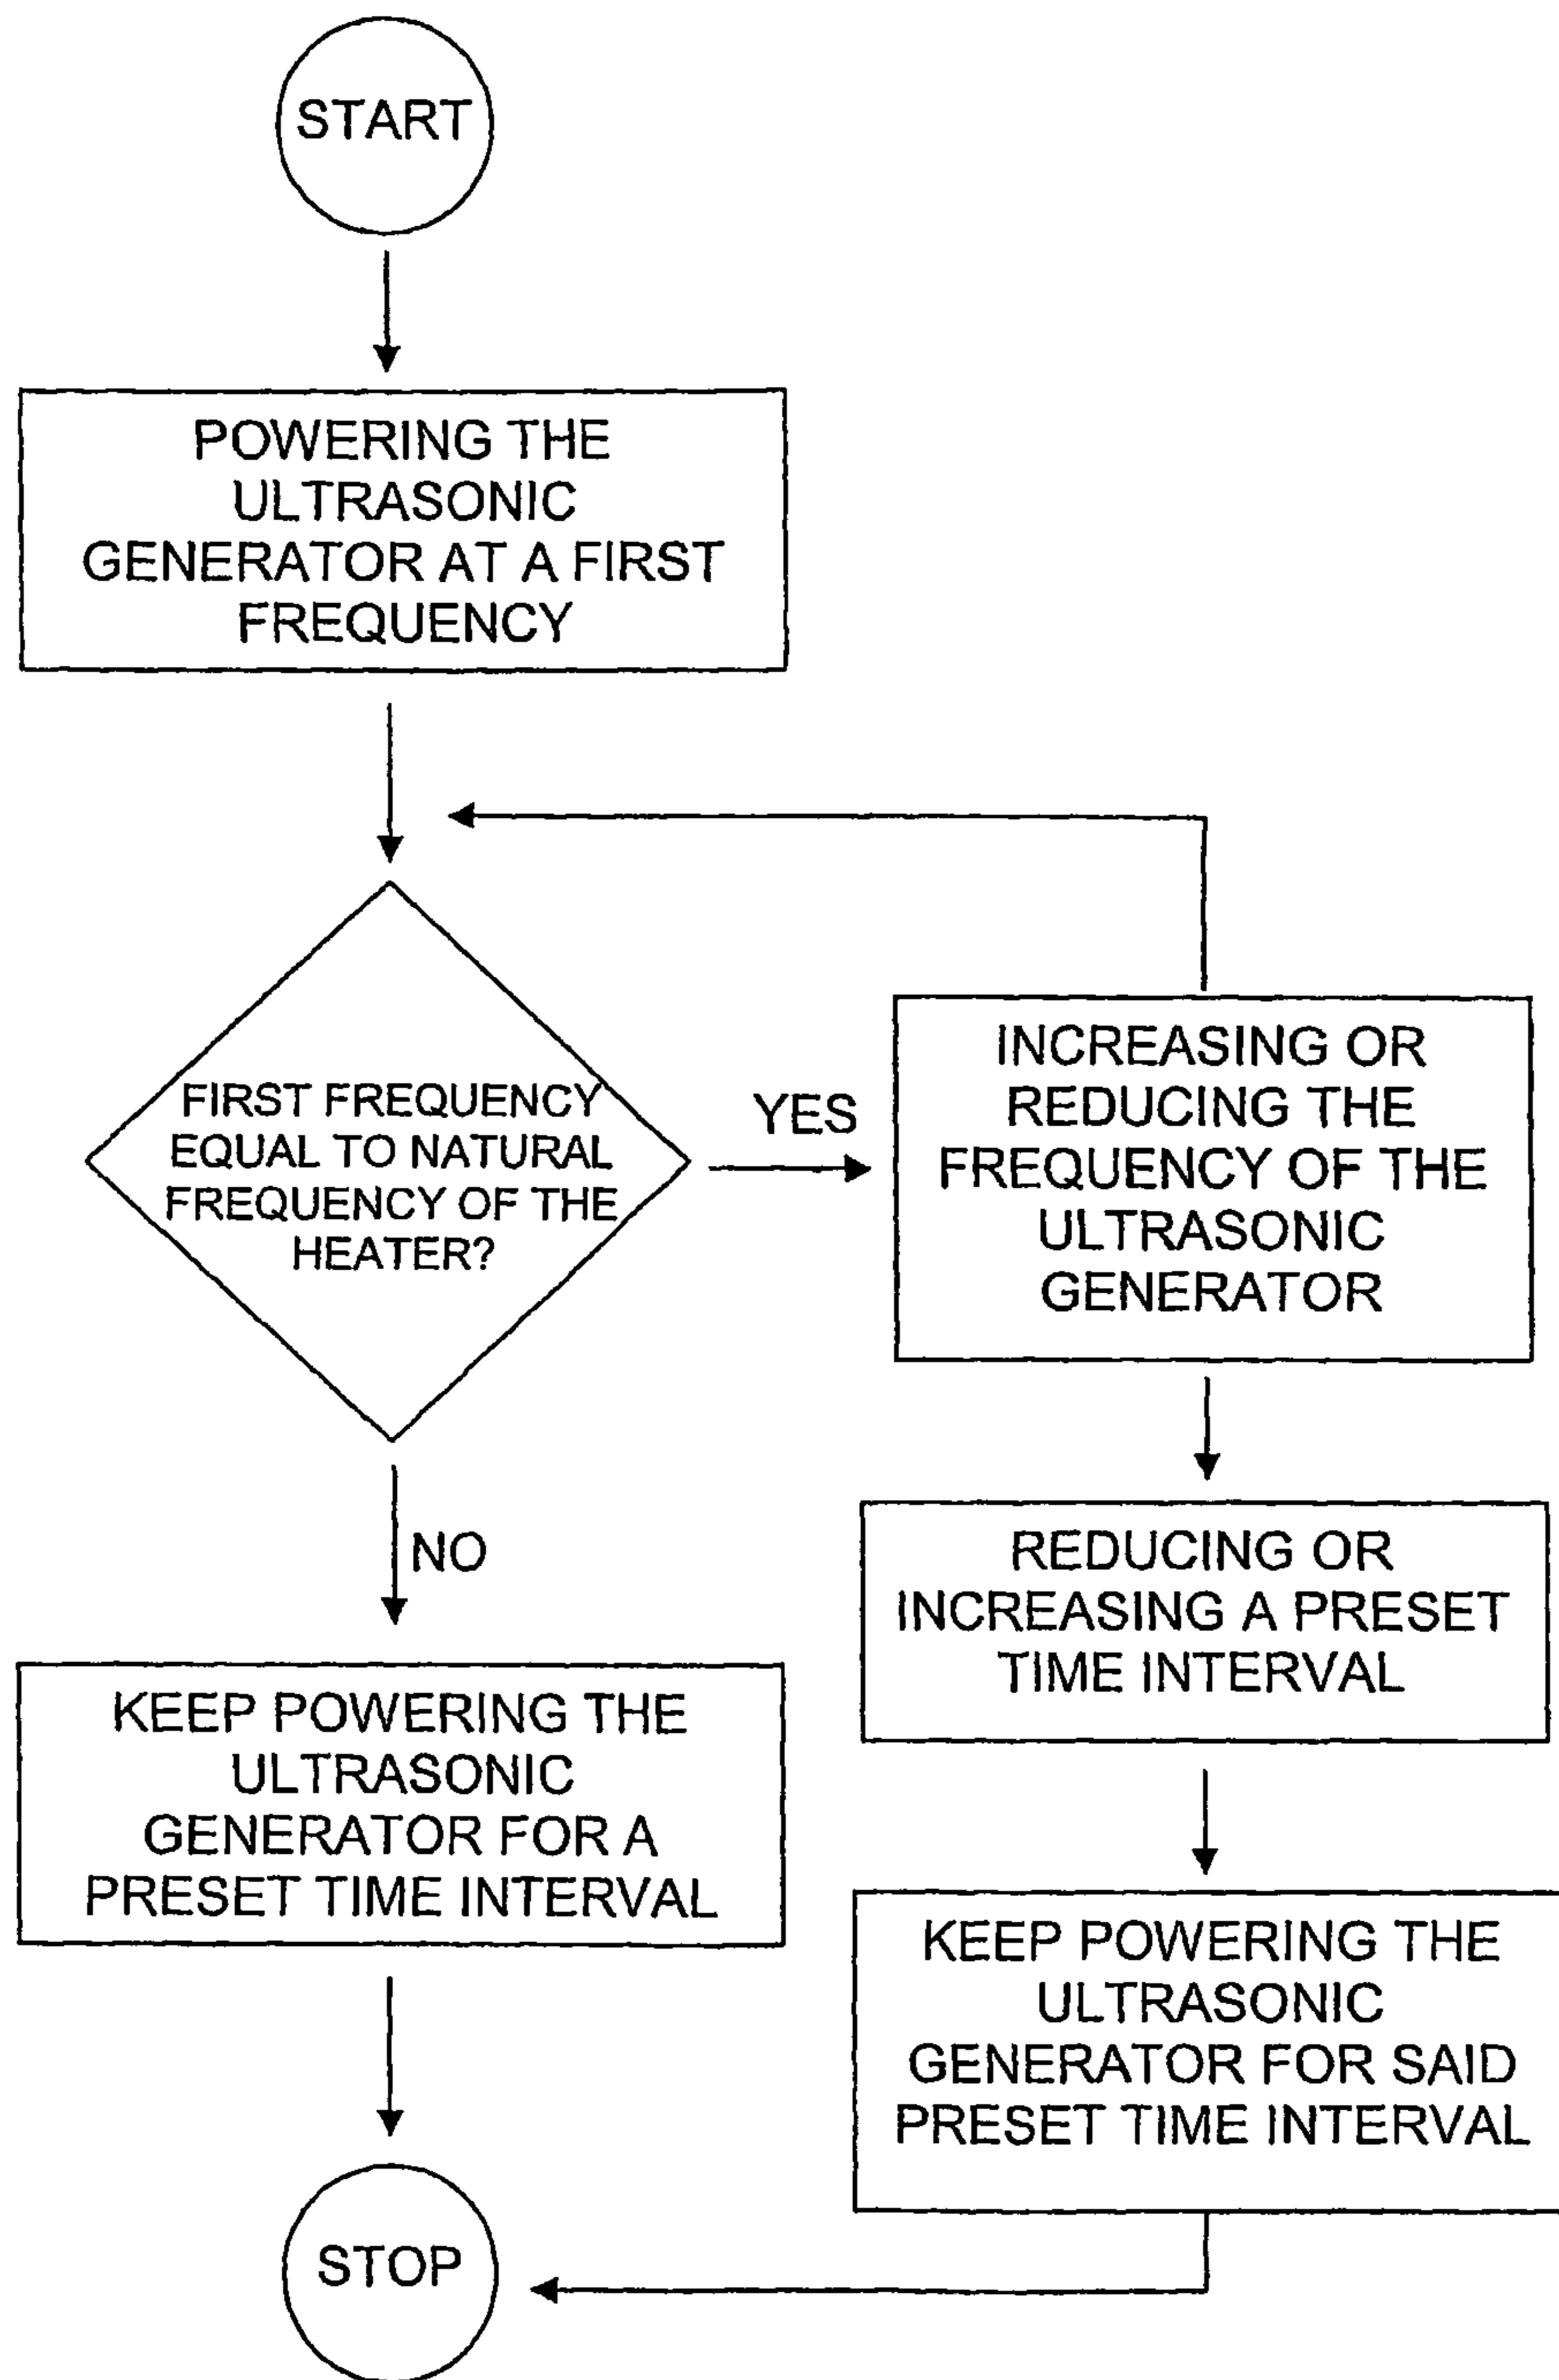 START
POWERING THE
ULTRASONIC
GENERATOR AT A FIRST
FREQUENCY
FIRST FREQUENCY
EQUAL TO NATURAL
FREQUENCY OF THE
HEATER?
YES
INCREASING OR
REDUCING THE
FREQUENCY OF THE
ULTRASONIC
GENERATOR
NO
REDUCING OR
INCREASING A PRESET
TIME INTERVAL
KEEP POWERING THE
ULTRASONIC
GENERATOR FOR A
PRESET TIME INTERVAL
KEEP POWERING THE
ULTRASONIC
GENERATOR FOR SAID
PRESET TIME INTERVAL
STOP